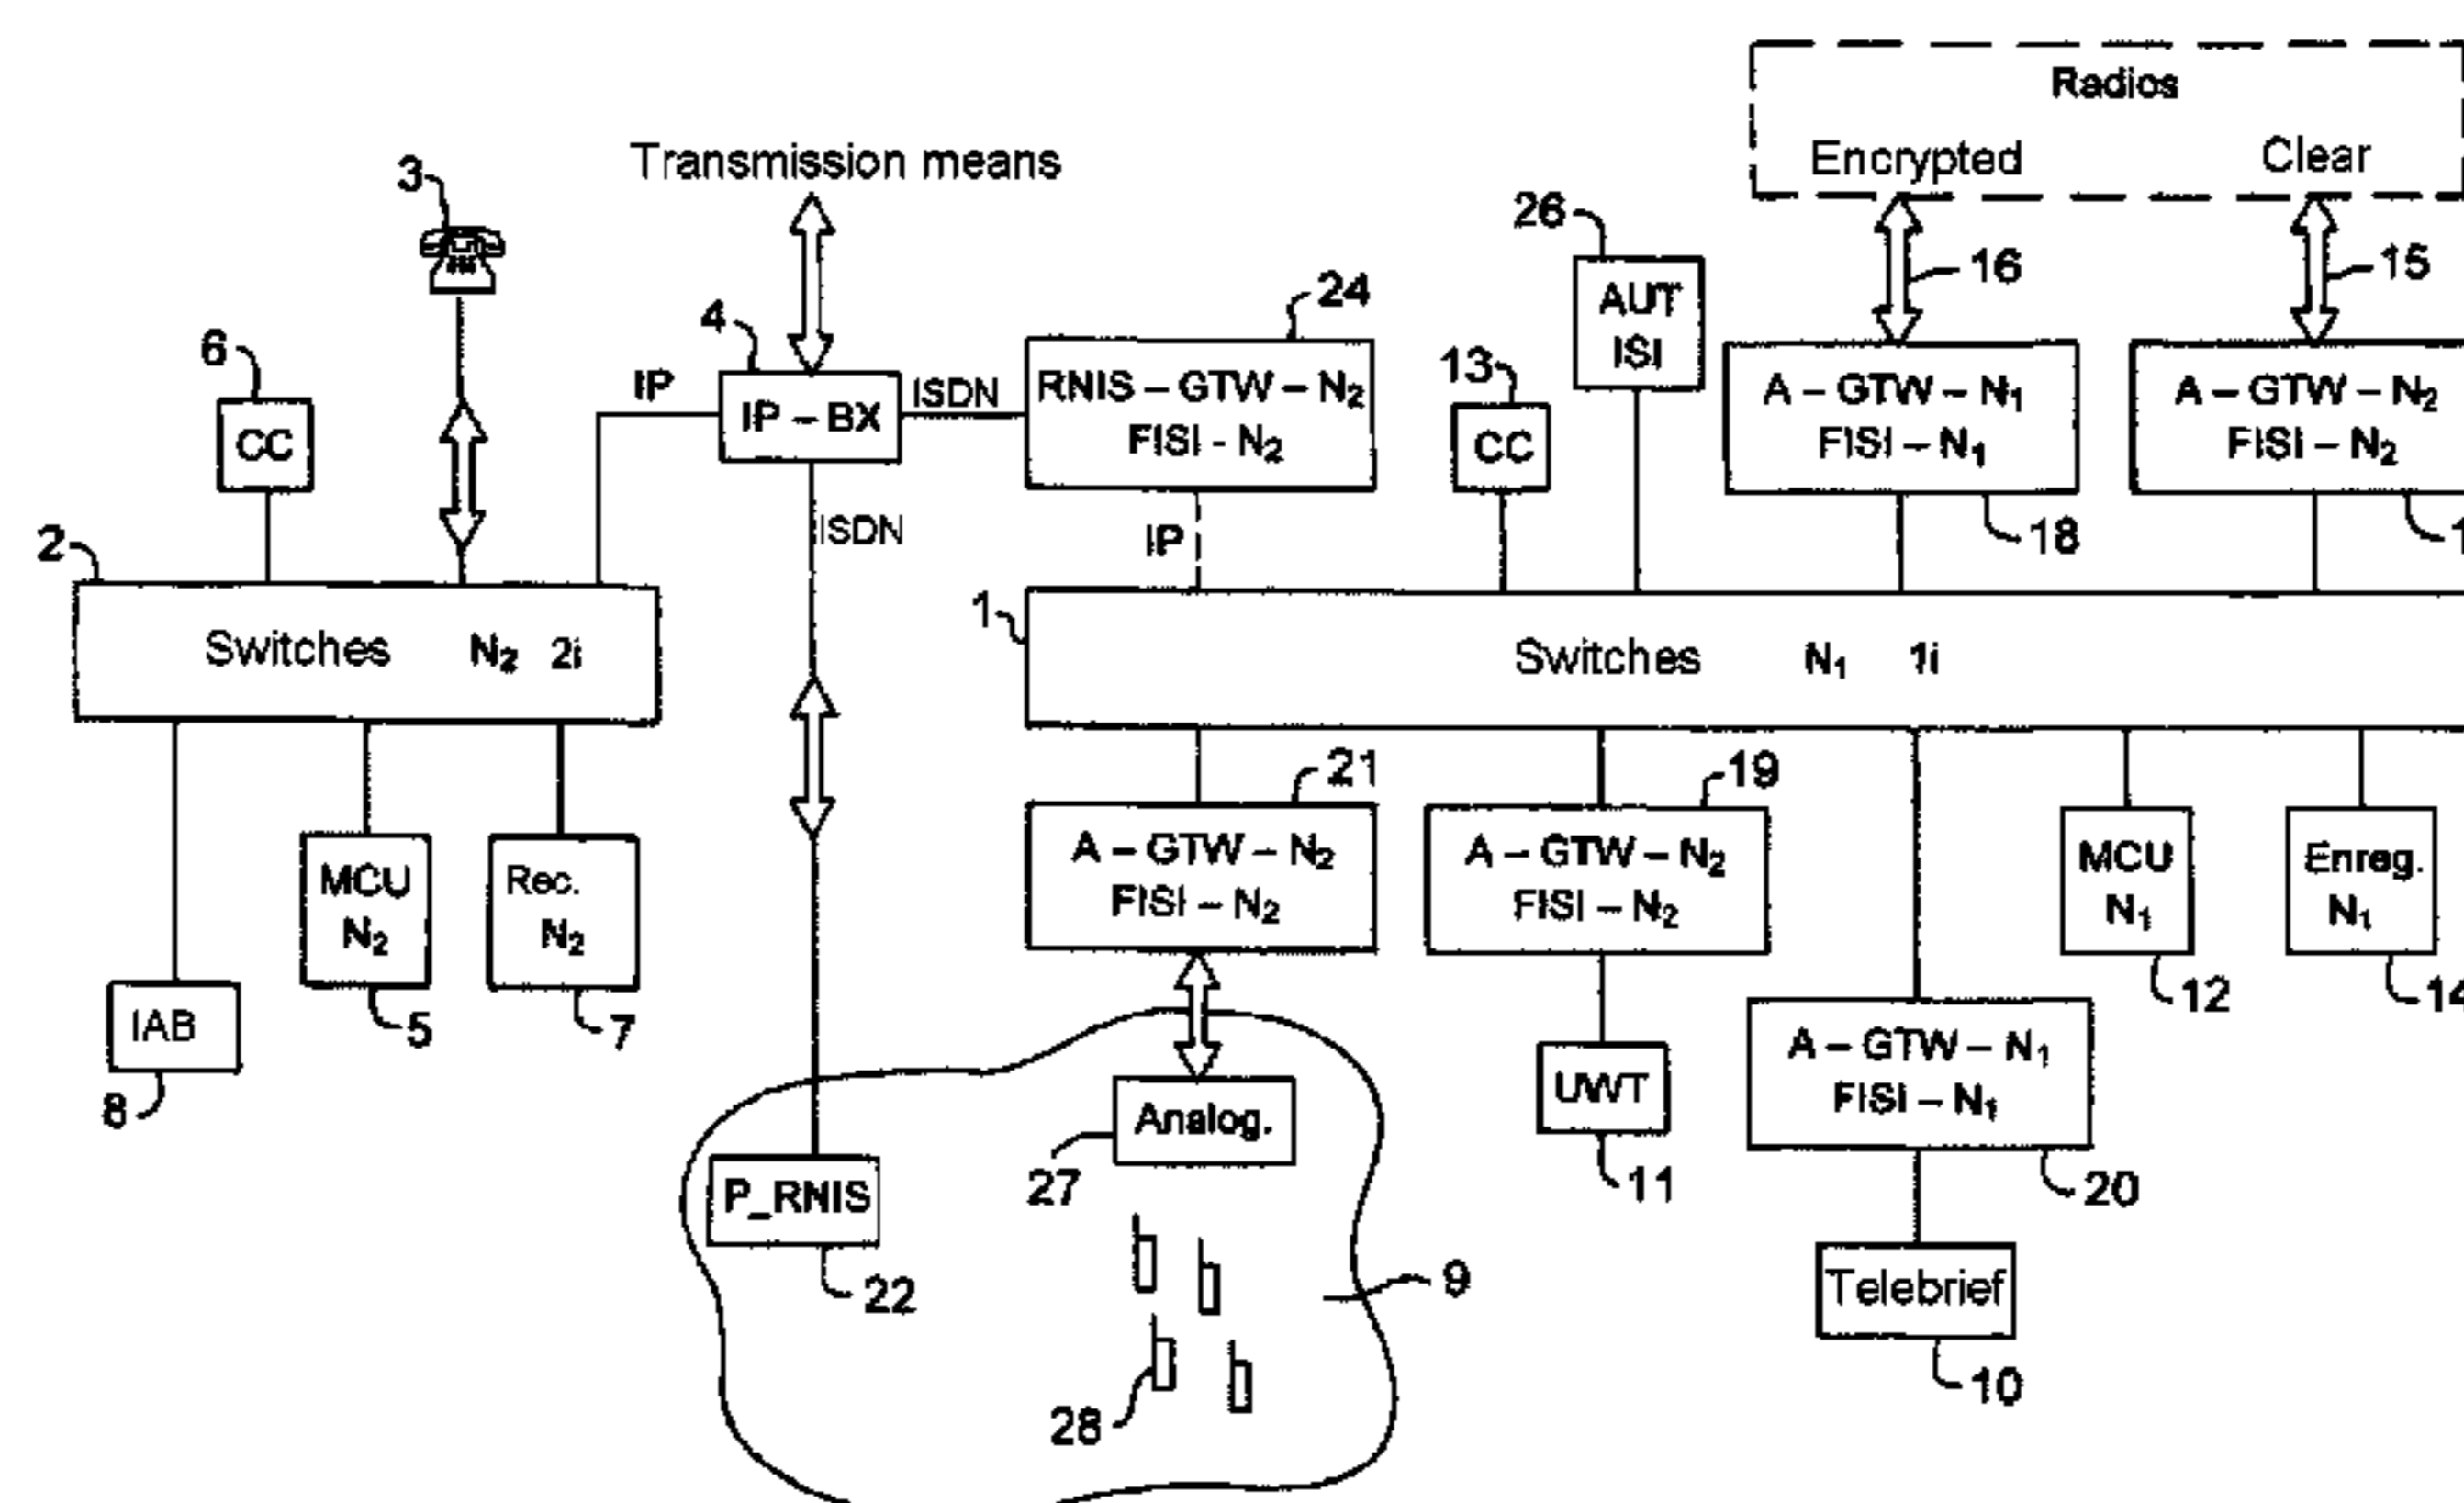 Radios
Encrypted
Clear
Transmission means
3
26
16
15
24
4
6
13
AUT
ISI
IP
IP – BX
ISDN
RNIS – GTW – N₂
FISI - N₂
CC
CC
A – GTW – N₁
FISI – N₁
A – GTW – N₂
FISI – N₂
ISDN
IP
18
2
1
Switches N₂ 2i
Switches N₁ 1i
21
19
MCU
N₂
Rec.
N₂
A – GTW – N₂
FISI – N₂
A – GTW – N₂
FISI – N₂
MCU
N₁
Enreg.
N₁
IAB
5
7
12
14
8
A – GTW – N₁
FISI – N₁
UWT
Analog.
27
11
20
P_RNIS
22
9
Telebrief
28
10